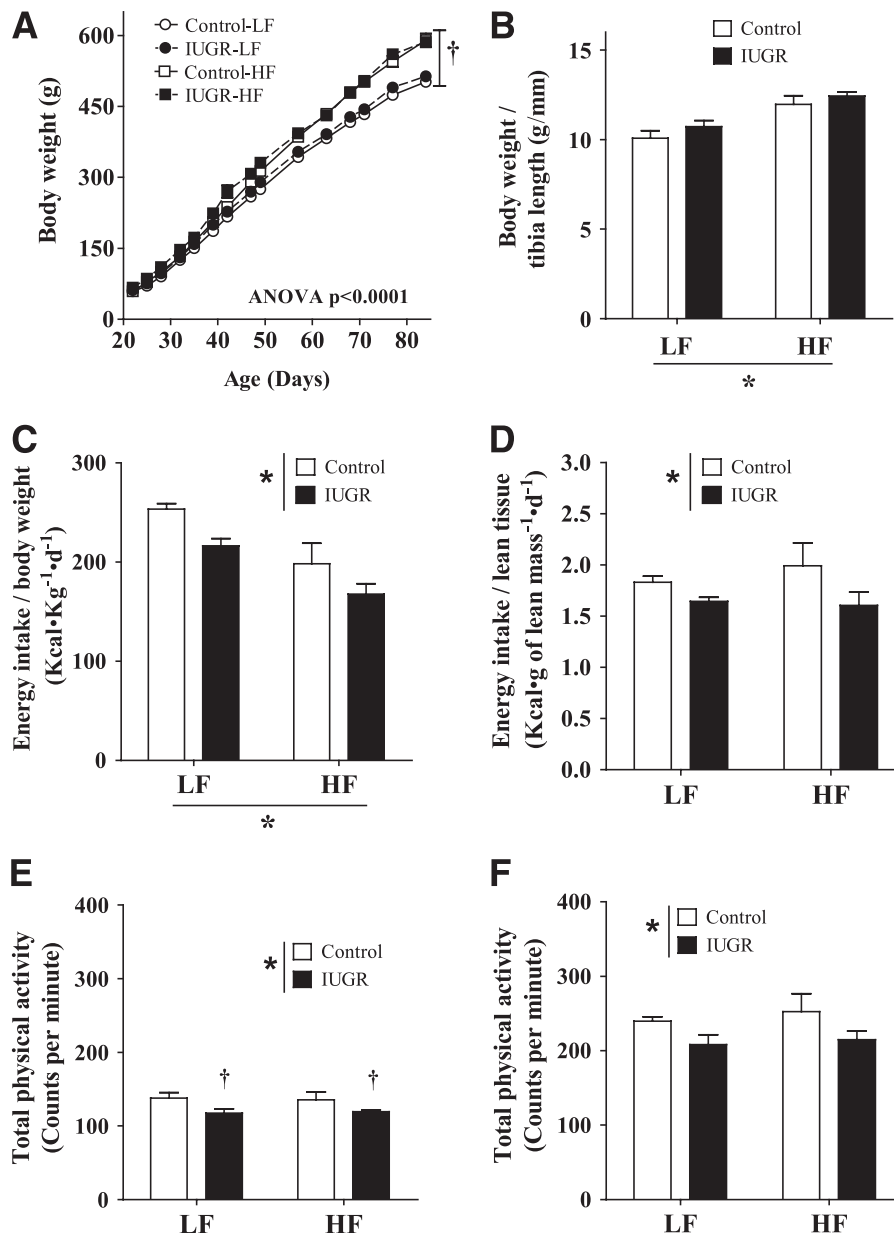 A
Control-LF
IUGR-LF
Control-HF
IUGR-HF
†
Body weight (g)
600
450
300
150
0
ANOVA p<0.0001
20 30 40 50 60 70 80
Age (Days)
B
Control
IUGR
Body weight /
tibia length (g/mm)
15
10
5
0
LF HF
*
C
* Control
IUGR
Energy intake / body weight
(Kcal•Kg⁻¹•d⁻¹)
300
200
100
0
LF HF
*
D
* Control
IUGR
Energy intake / lean tissue
(Kcal•g of lean mass⁻¹•d⁻¹)
3.0
2.5
2.0
1.5
1.0
0.5
0.0
LF HF
E
* Control
IUGR
Total physical activity
(Counts per minute)
400
300
200
100
0
† †
LF HF
F
* Control
IUGR
Total physical activity
(Counts per minute)
400
300
200
100
0
LF HF